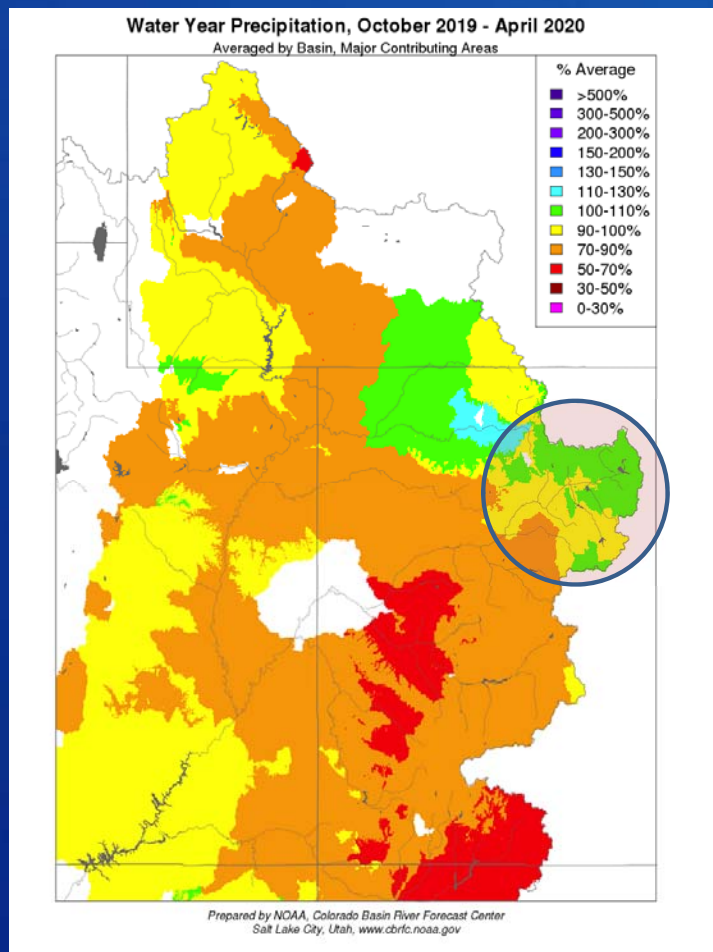 Water Year Precipitation, October 2019 - April 2020
Averaged by Basin, Major Contributing Areas
% Average
>500%
300-500%
200-300%
150-200%
130-150%
110-130%
100-110%
90-100%
70-90%
50-70%
30-50%
0-30%
Prepared by NOAA, Colorado Basin River Forecast Center
Salt Lake City, Utah, www.cbrfc.noaa.gov